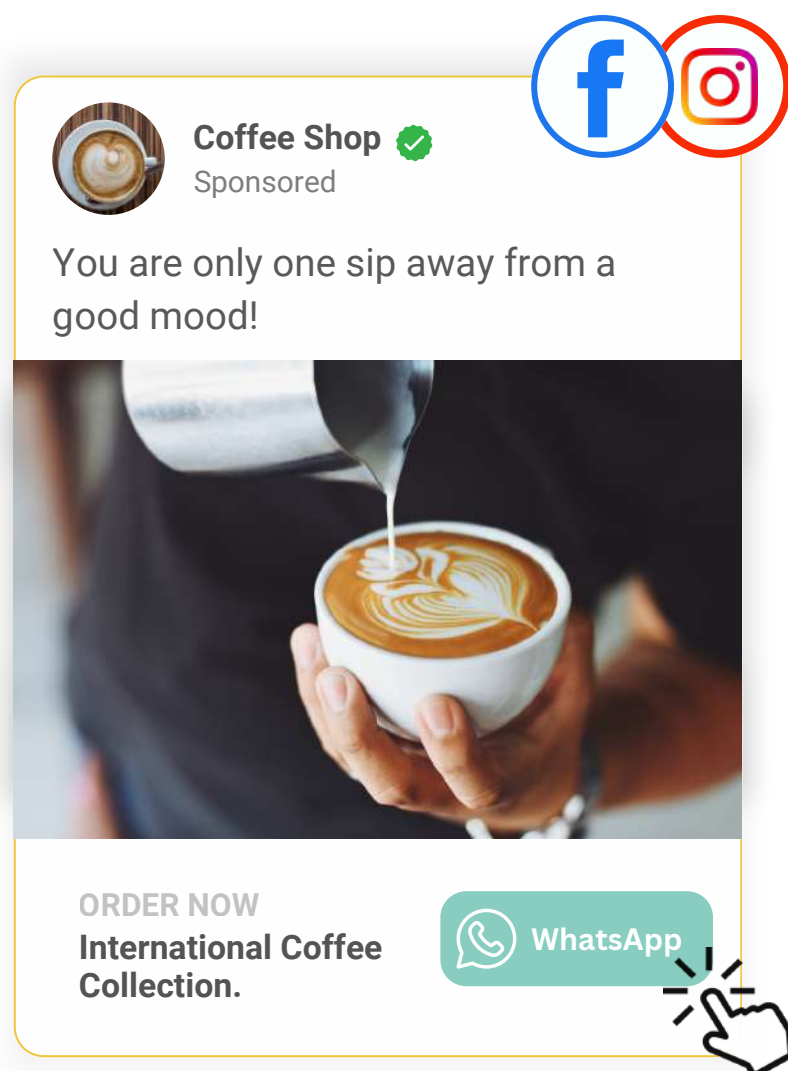 Coffee Shop
Sponsored
You are only one sip away from a
good mood!
ORDER NOW
International Coffee
Collection.
WhatsApp